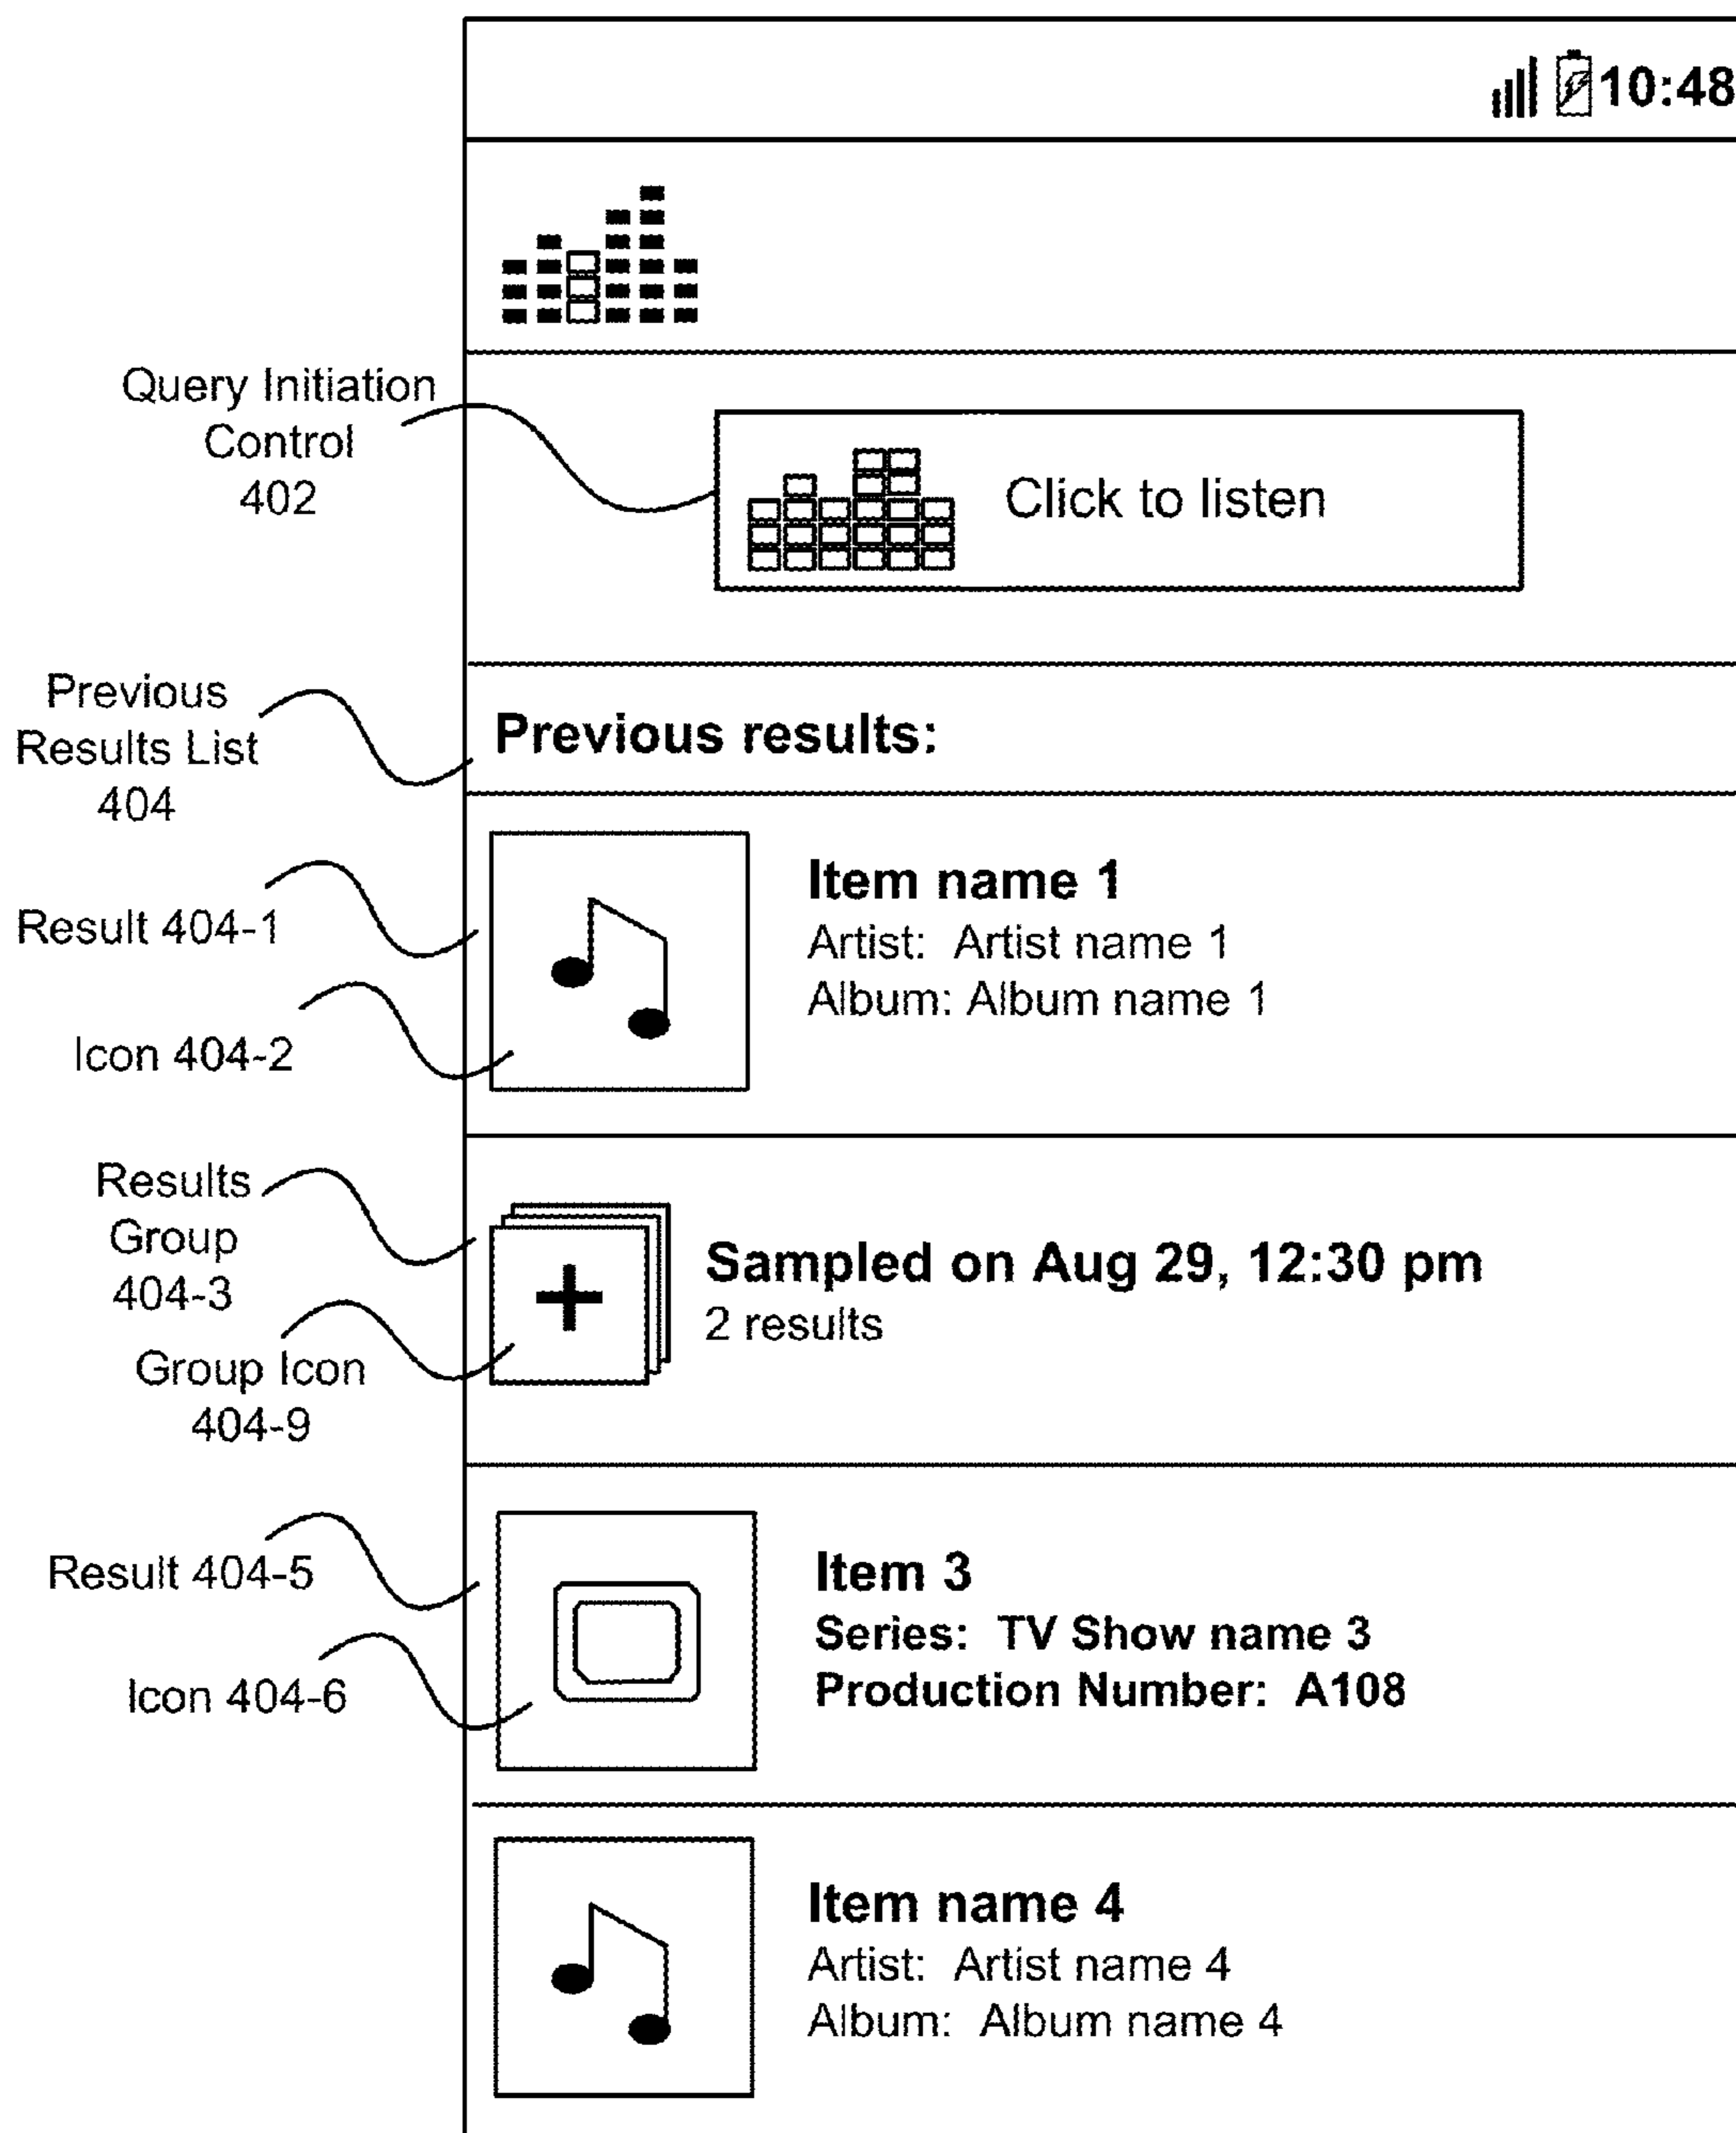 10:48
Query Initiation
Control
402
Click to listen
Previous
Results List
404
Previous results:
Result 404-1
Icon 404-2
Item name 1
Artist: Artist name 1
Album: Album name 1
Results
Group
404-3
Group Icon
404-9
Sampled on Aug 29, 12:30 pm
2 results
Result 404-5
Icon 404-6
Item 3
Series: TV Show name 3
Production Number: A108
Item name 4
Artist: Artist name 4
Album: Album name 4